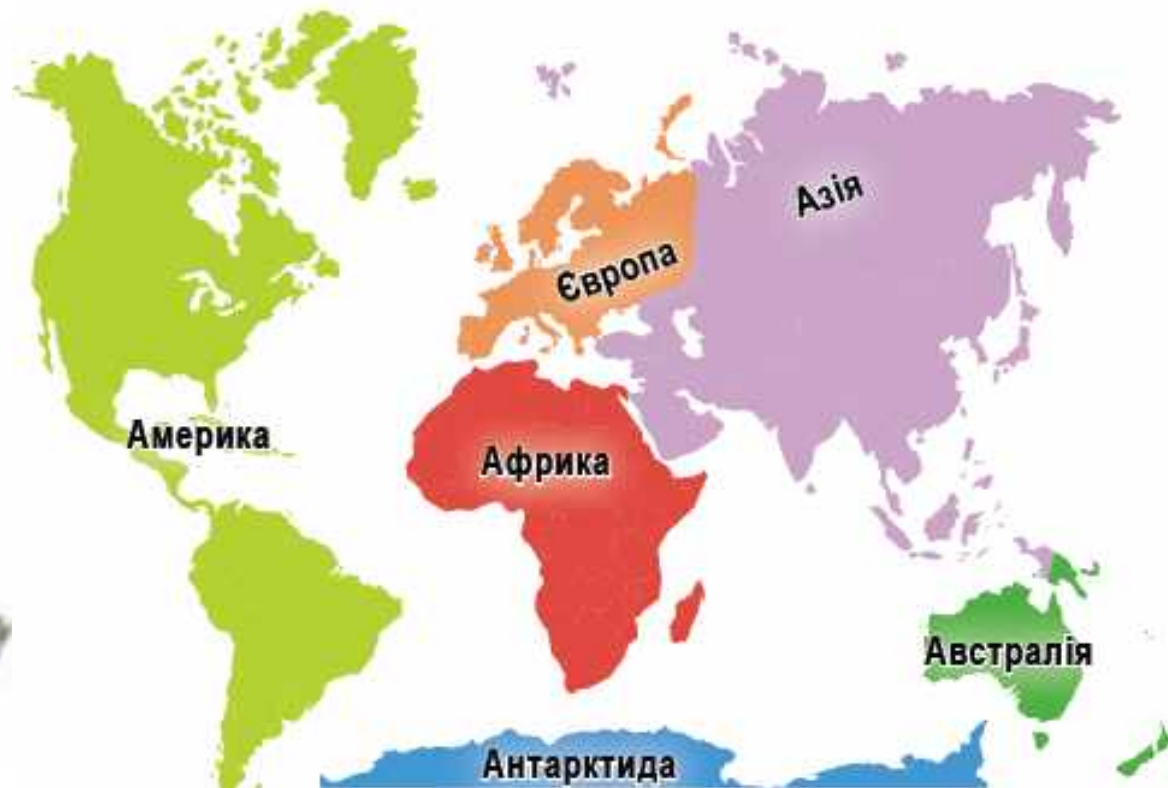 Азія
Європа
Америка
Африка
Австралія
Антарктида